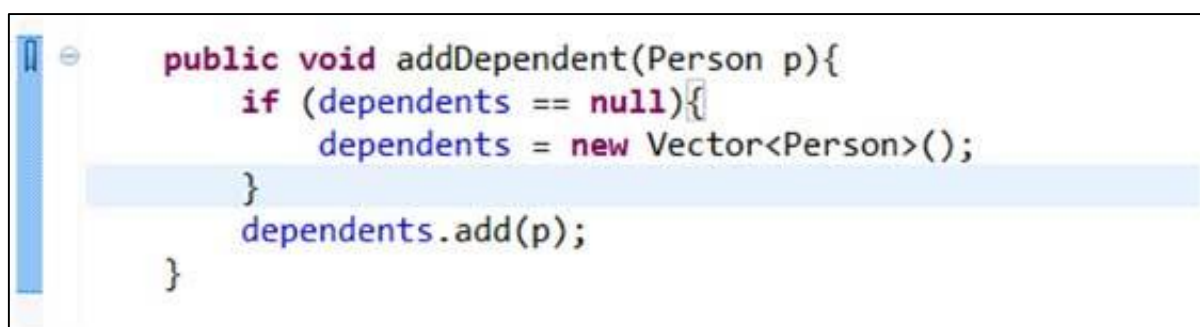 public void addDependent(Person p){
if (dependents == null){
dependents = new Vector<Person>();
}
dependents.add(p);
}